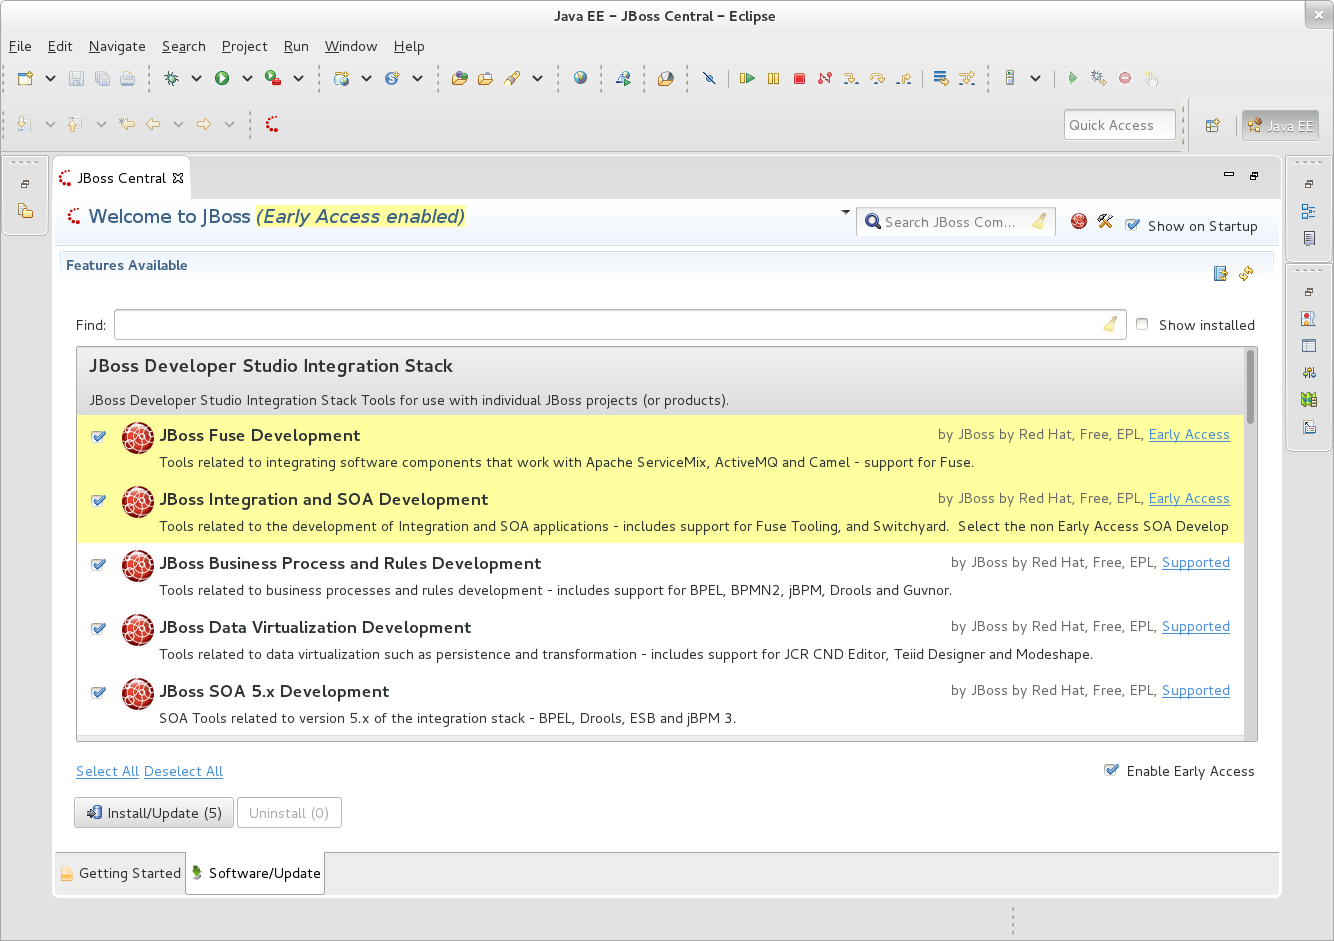 Java EE - JBoss Central - Eclipse
File Edit Navigate Search Project Run Window Help
Quick Access Java EE
JBoss Central
Welcome to JBoss (Early Access enabled) Search JBoss Com... Show on Startup
Features Available
Find: Show installed
JBoss Developer Studio Integration Stack
JBoss Developer Studio Integration Stack Tools for use with individual JBoss projects (or products).
JBoss Fuse Development by JBoss by Red Hat, Free, EPL, Early Access
Tools related to integrating software components that work with Apache ServiceMix, ActiveMQ and Camel - support for Fuse.
JBoss Integration and SOA Development by JBoss by Red Hat, Free, EPL, Early Access
Tools related to the development of Integration and SOA applications - includes support for Fuse Tooling, and Switchyard. Select the non Early Access SOA Develop
JBoss Business Process and Rules Development by JBoss by Red Hat, Free, EPL, Supported
Tools related to business processes and rules development - includes support for BPEL, BPMN2, jBPM, Drools and Guvnor.
JBoss Data Virtualization Development by JBoss by Red Hat, Free, EPL, Supported
Tools related to data virtualization such as persistence and transformation - includes support for JCR CND Editor, Teiid Designer and Modeshape.
JBoss SOA 5.x Development by JBoss by Red Hat, Free, EPL, Supported
SOA Tools related to version 5.x of the integration stack - BPEL, Drools, ESB and jBPM 3.
Select All Deselect All Enable Early Access
Install/Update (5) Uninstall (0)
Getting Started Software/Update